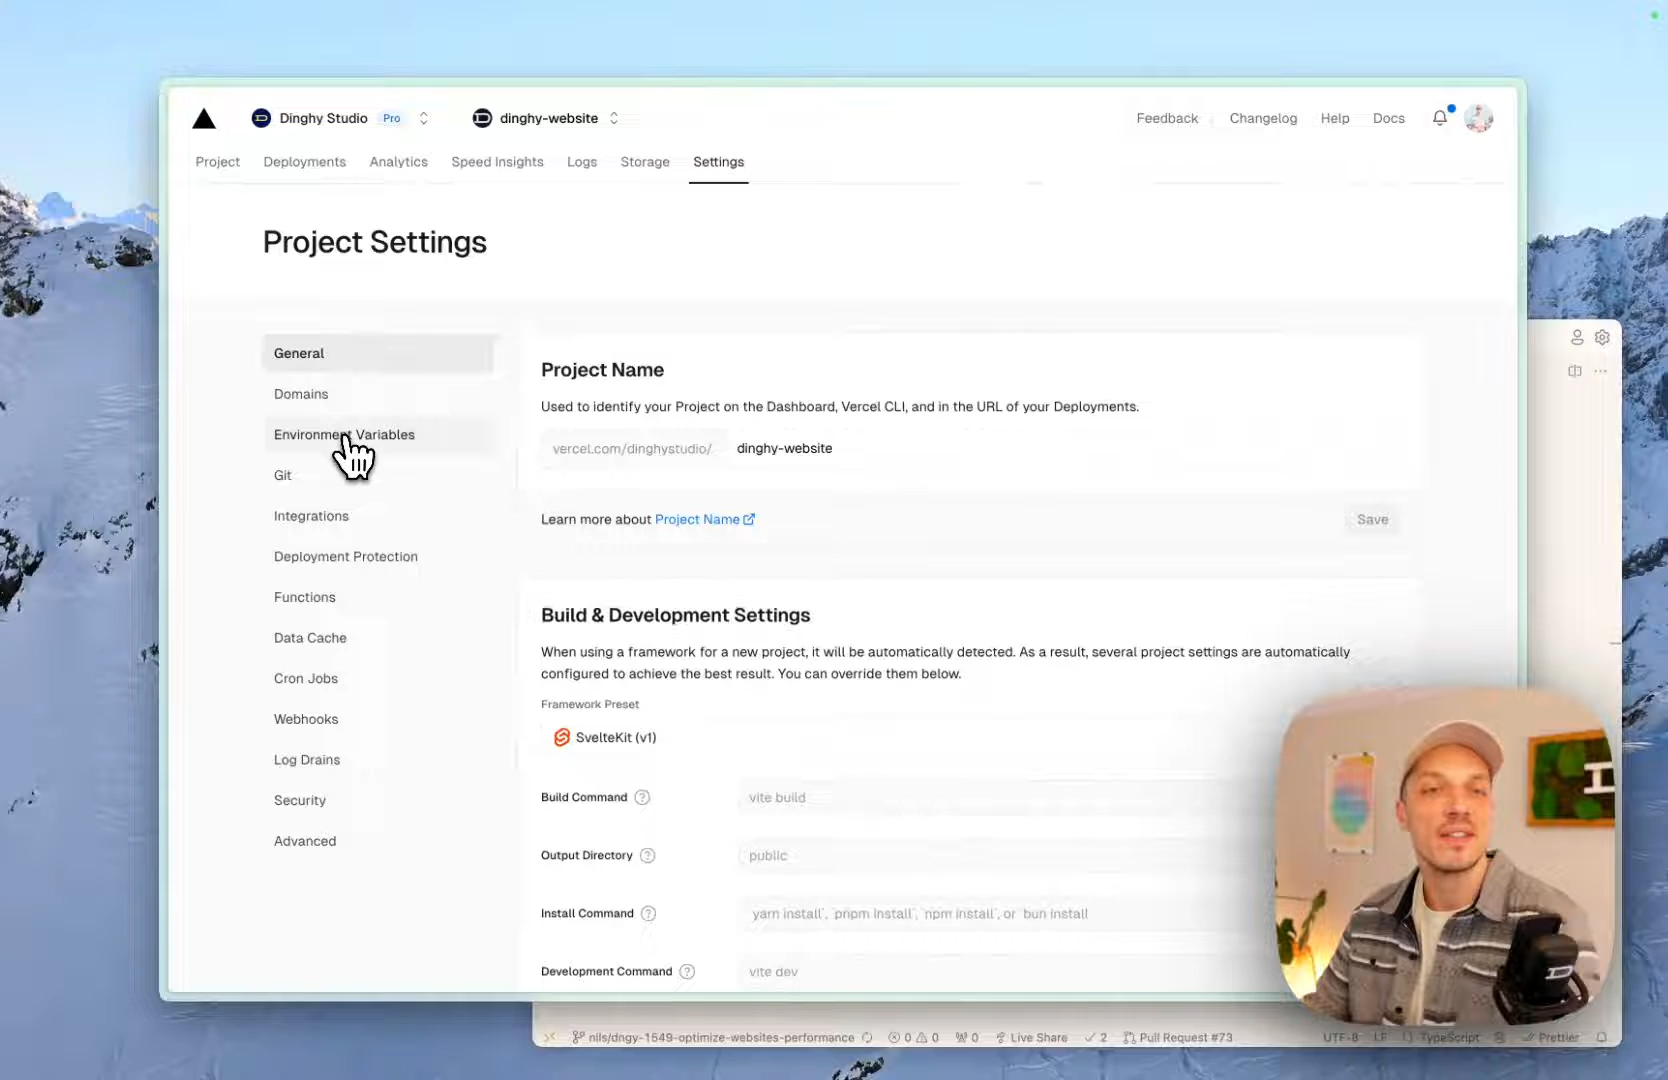 Dinghy Studio Pro dinghy-website Feedback Changelog Help Docs
Project Deployments Analytics Speed Insights Logs Storage Settings
Project Settings
General
Domains
Environment Variables
Git
Integrations
Deployment Protection
Functions
Data Cache
Cron Jobs
Webhooks
Log Drains
Security
Advanced
Project Name
Used to identify your Project on the Dashboard, Vercel CLI, and in the URL of your Deployments.
vercel.com/dinghystudio/ dinghy-website
Learn more about Project Name
Save
Build & Development Settings
When using a framework for a new project, it will be automatically detected. As a result, several project settings are automatically
configured to achieve the best result. You can override them below.
Framework Preset
SvelteKit (v1)
Build Command ? vite build
Output Directory ? public
Install Command ? `yarn install`, `pnpm install`, `npm install`, or `bun install`
Development Command ? vite dev
nils/dngy-1549-optimize-websites-performance 0 0 0 Live Share 2 Pull Request #73 UTF-8 LF TypeScript Prettier